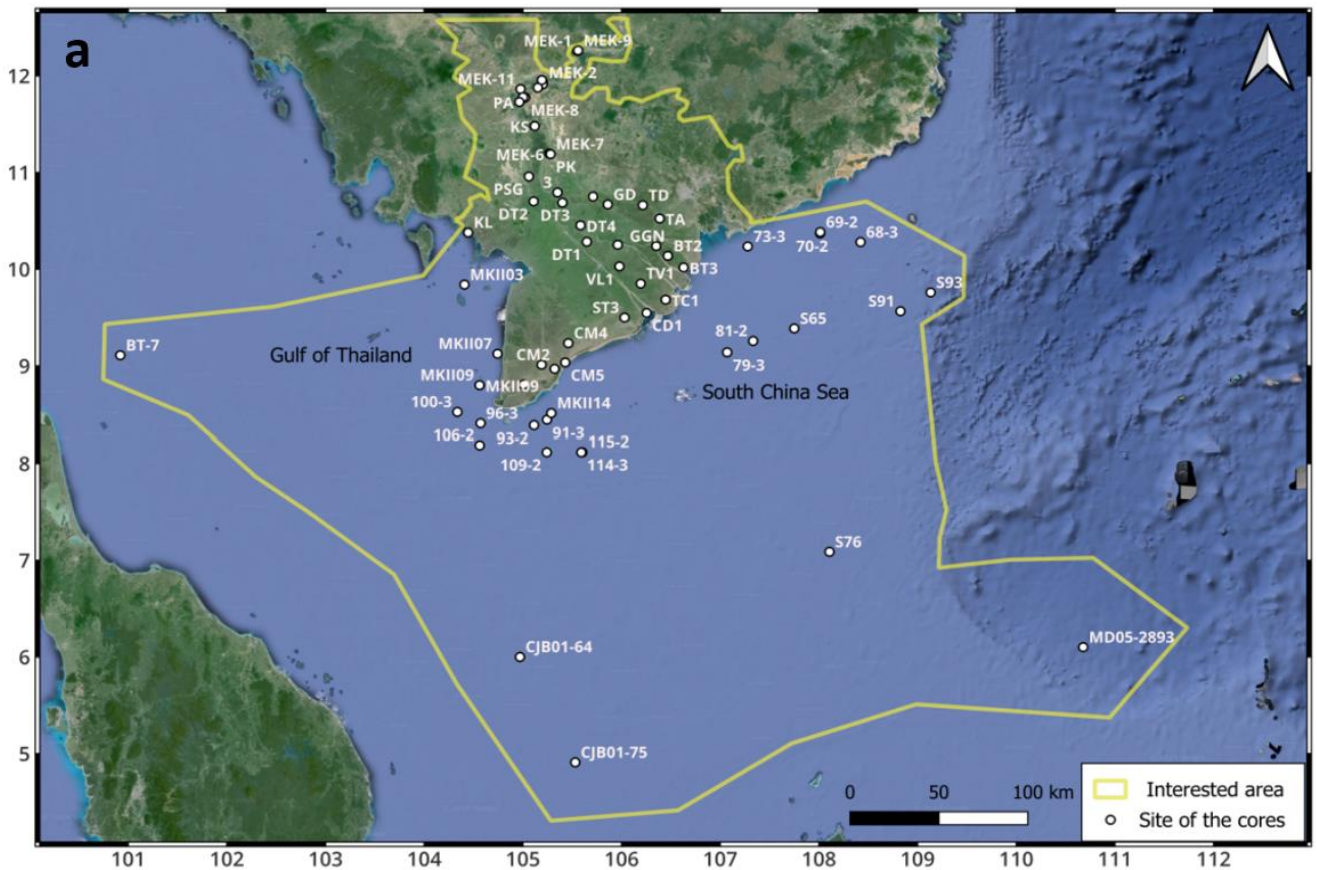 a
MEK-1 MEK-9
12
MEK-11 MEK-2
PA MEK-8
KS
MEK-7
MEK-6 PK
11
PSG 3 GD TD
DT2 DT3 TA
KL DT4 GGN
DT1 BT2
69-2
73-3 70-2 68-3
10
MKII03 VL1 TV1 BT3
S93
ST3 TC1
CD1 S91
CM4 81-2 S65
Gulf of Thailand MKII07
BT-7 CM2 79-3
9
MKII09 MKII09 CM5
South China Sea
100-3 96-3 MKII14
106-2 93-2 91-3 115-2
109-2 114-3
8
S76
7
MD05-2893
CJB01-64
6
CJB01-75
5
Interested area
0 50 100 km
Site of the cores
101 102 103 104 105 106 107 108 109 110 111 112